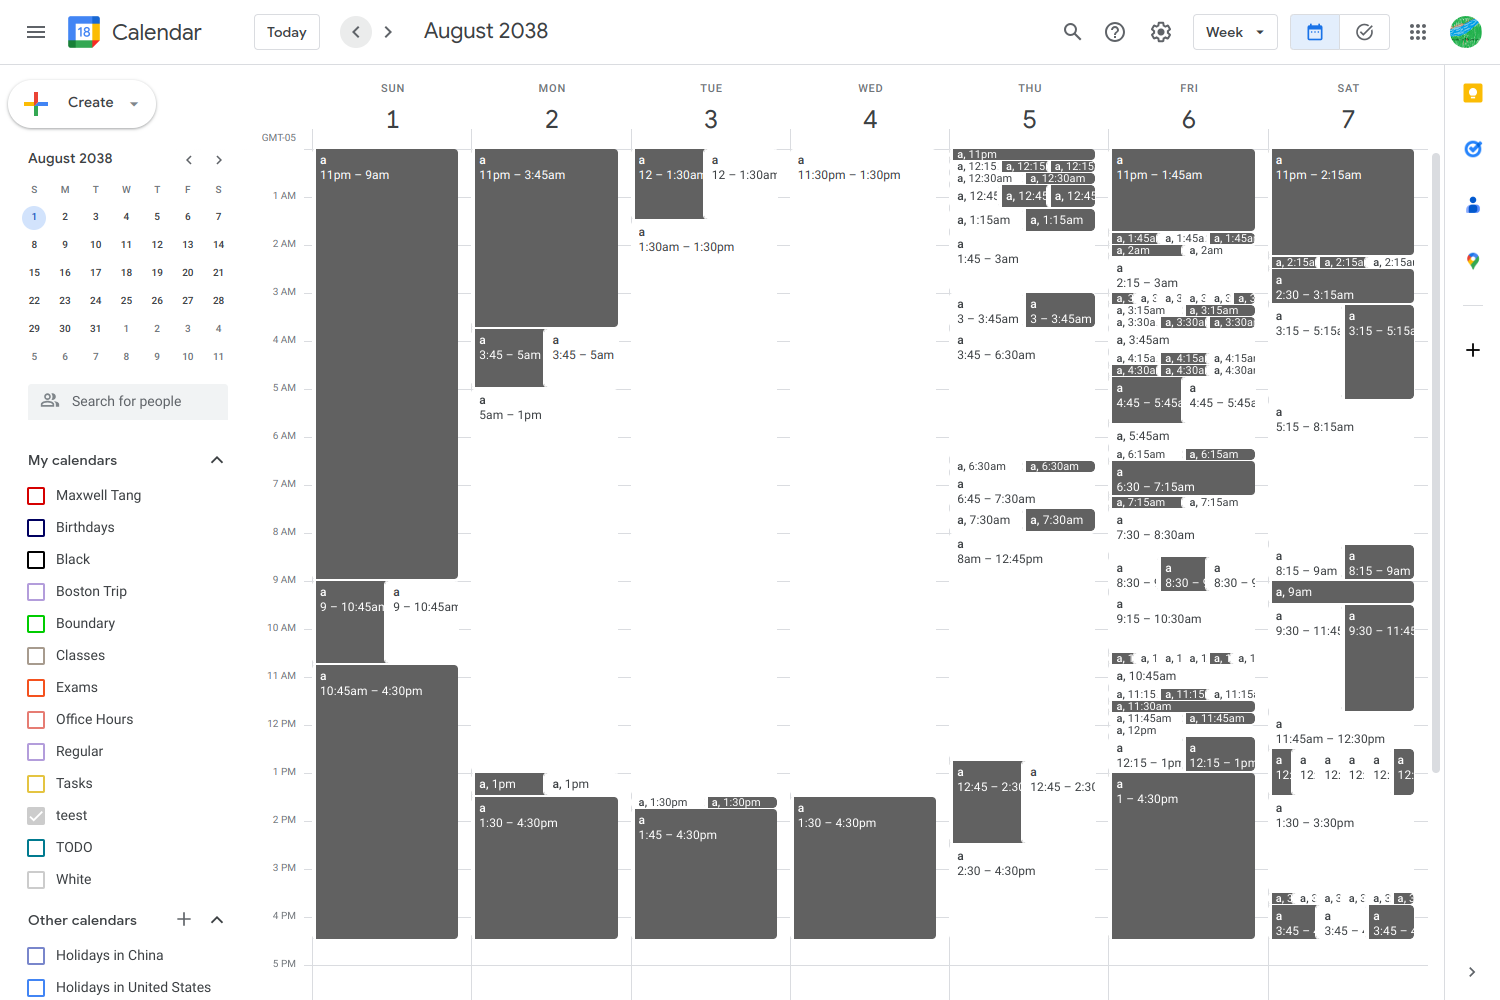 18 Calendar
Today
August 2038
Week
Create
August 2038
S M T W T F S
1 2 3 4 5 6 7
8 9 10 11 12 13 14
15 16 17 18 19 20 21
22 23 24 25 26 27 28
29 30 31 1 2 3 4
5 6 7 8 9 10 11
Search for people
My calendars
Maxwell Tang
Birthdays
Black
Boston Trip
Boundary
Classes
Exams
Office Hours
Regular
Tasks
teest
TODO
White
Other calendars
Holidays in China
Holidays in United States
GMT-05
1 AM
2 AM
3 AM
4 AM
5 AM
6 AM
7 AM
8 AM
9 AM
10 AM
11 AM
12 PM
1 PM
2 PM
3 PM
4 PM
5 PM
SUN
1
a
11pm – 9am
a
9 – 10:45am
a
9 – 10:45am
a
10:45am – 4:30pm
MON
2
a
11pm – 3:45am
a
3:45 – 5am
a
3:45 – 5am
a
5am – 1pm
a, 1pm
a, 1pm
a
1:30 – 4:30pm
TUE
3
a
12 – 1:30am
a
12 – 1:30am
a
1:30am – 1:30pm
a, 1:30pm
a, 1:30pm
a
1:45 – 4:30pm
WED
4
a
11:30pm – 1:30pm
a
1:30 – 4:30pm
THU
5
a, 11pm
a, 12:15 a, 12:15 a, 12:15
a, 12:30am a, 12:30am
a, 12:45 a, 12:45 a, 12:45
a, 1:15am a, 1:15am
a
1:45 – 3am
a
3 – 3:45am
a
3 – 3:45am
a
3:45 – 6:30am
a, 6:30am a, 6:30am
a
6:45 – 7:30am
a, 7:30am a, 7:30am
a
8am – 12:45pm
a
12:45 – 2:30
a
12:45 – 2:30
a
2:30 – 4:30pm
FRI
6
a
11pm – 1:45am
a, 1:45a a, 1:45a a, 1:45a
a, 2am a, 2am
a
2:15 – 3am
a, 3 a, 3 a, 3 a, 3 a, 3 a, 3
a, 3:15am a, 3:15am
a, 3:30a a, 3:30a a, 3:30a
a, 3:45am
a, 4:15a a, 4:15a a, 4:15a
a, 4:30a a, 4:30a a, 4:30a
a
4:45 – 5:45a
a
4:45 – 5:45a
a, 5:45am
a, 6:15am a, 6:15am
a
6:30 – 7:15am
a, 7:15am a, 7:15am
a
7:30 – 8:30am
a
8:30 –
a
8:30 –
a
8:30 –
a
9:15 – 10:30am
a, 1 a, 1 a, 1 a, 1 a, 1 a, 1
a, 10:45am
a, 11:15 a, 11:15 a, 11:15
a, 11:30am
a, 11:45am a, 11:45am
a, 12pm
a
12:15 – 1pm
a
12:15 – 1pm
a
1 – 4:30pm
SAT
7
a
11pm – 2:15am
a, 2:15a a, 2:15a a, 2:15a
a
2:30 – 3:15am
a
3:15 – 5:15a
a
3:15 – 5:15a
a
5:15 – 8:15am
a
8:15 – 9am
a
8:15 – 9am
a, 9am
a
9:30 – 11:45
a
9:30 – 11:45
a
11:45am – 12:30pm
a a a a a a
12: 12: 12: 12: 12: 12:
a
1:30 – 3:30pm
a, 3 a, 3 a, 3 a, 3 a, 3 a, 3
a a a
3:45 – 3:45 – 3:45 –